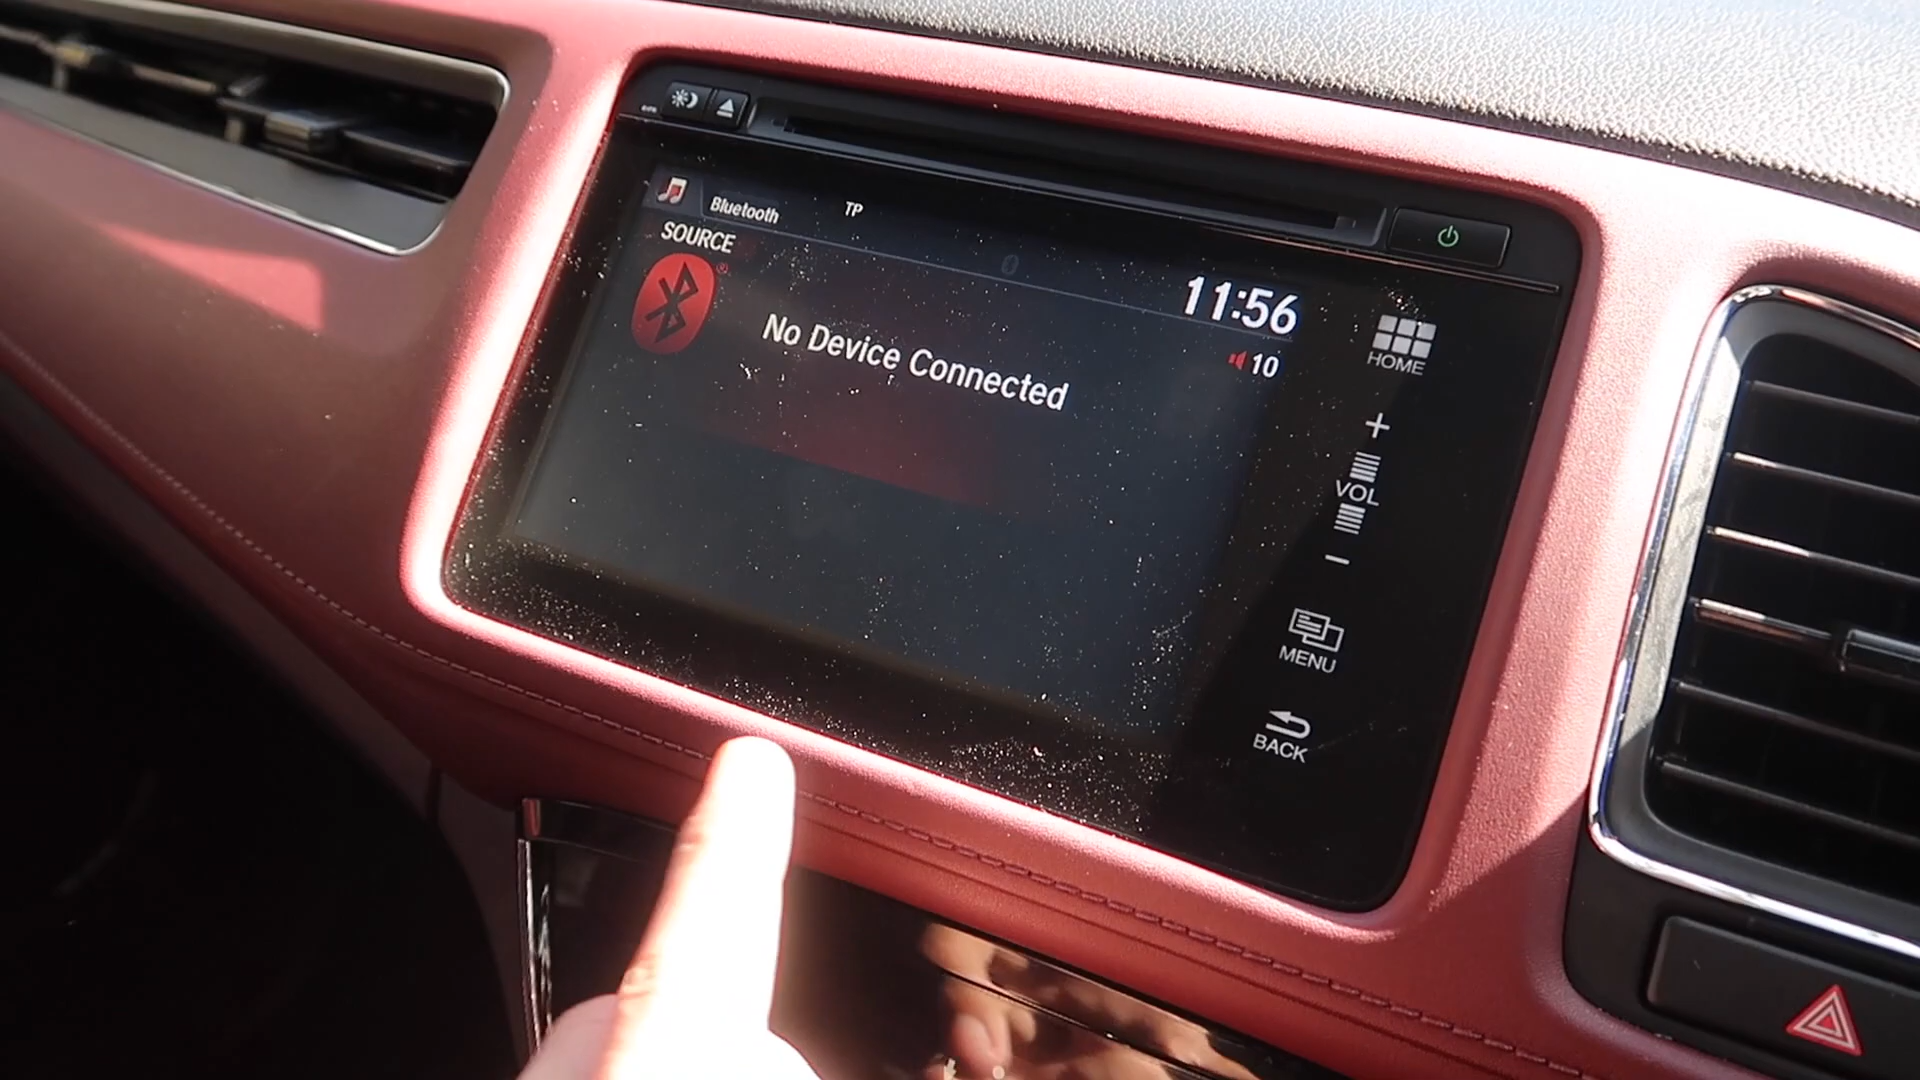 Bluetooth
TP
SOURCE
11:56
No Device Connected
10
HOME
+
VOL
−
MENU
BACK